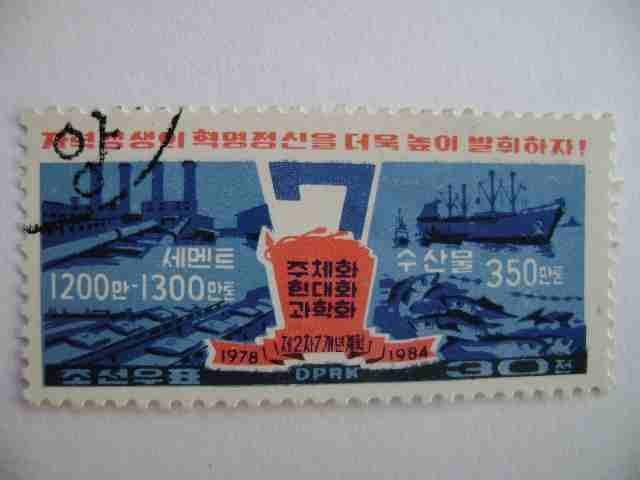 자력갱생의 혁명정신을 더욱 높이 발휘하자!
7
세멘트
1200만-1300만톤
수산물
350만톤
주체화
현대화
과학화
제2차7개년계획
1978
1984
조선우표
DPRK
30전